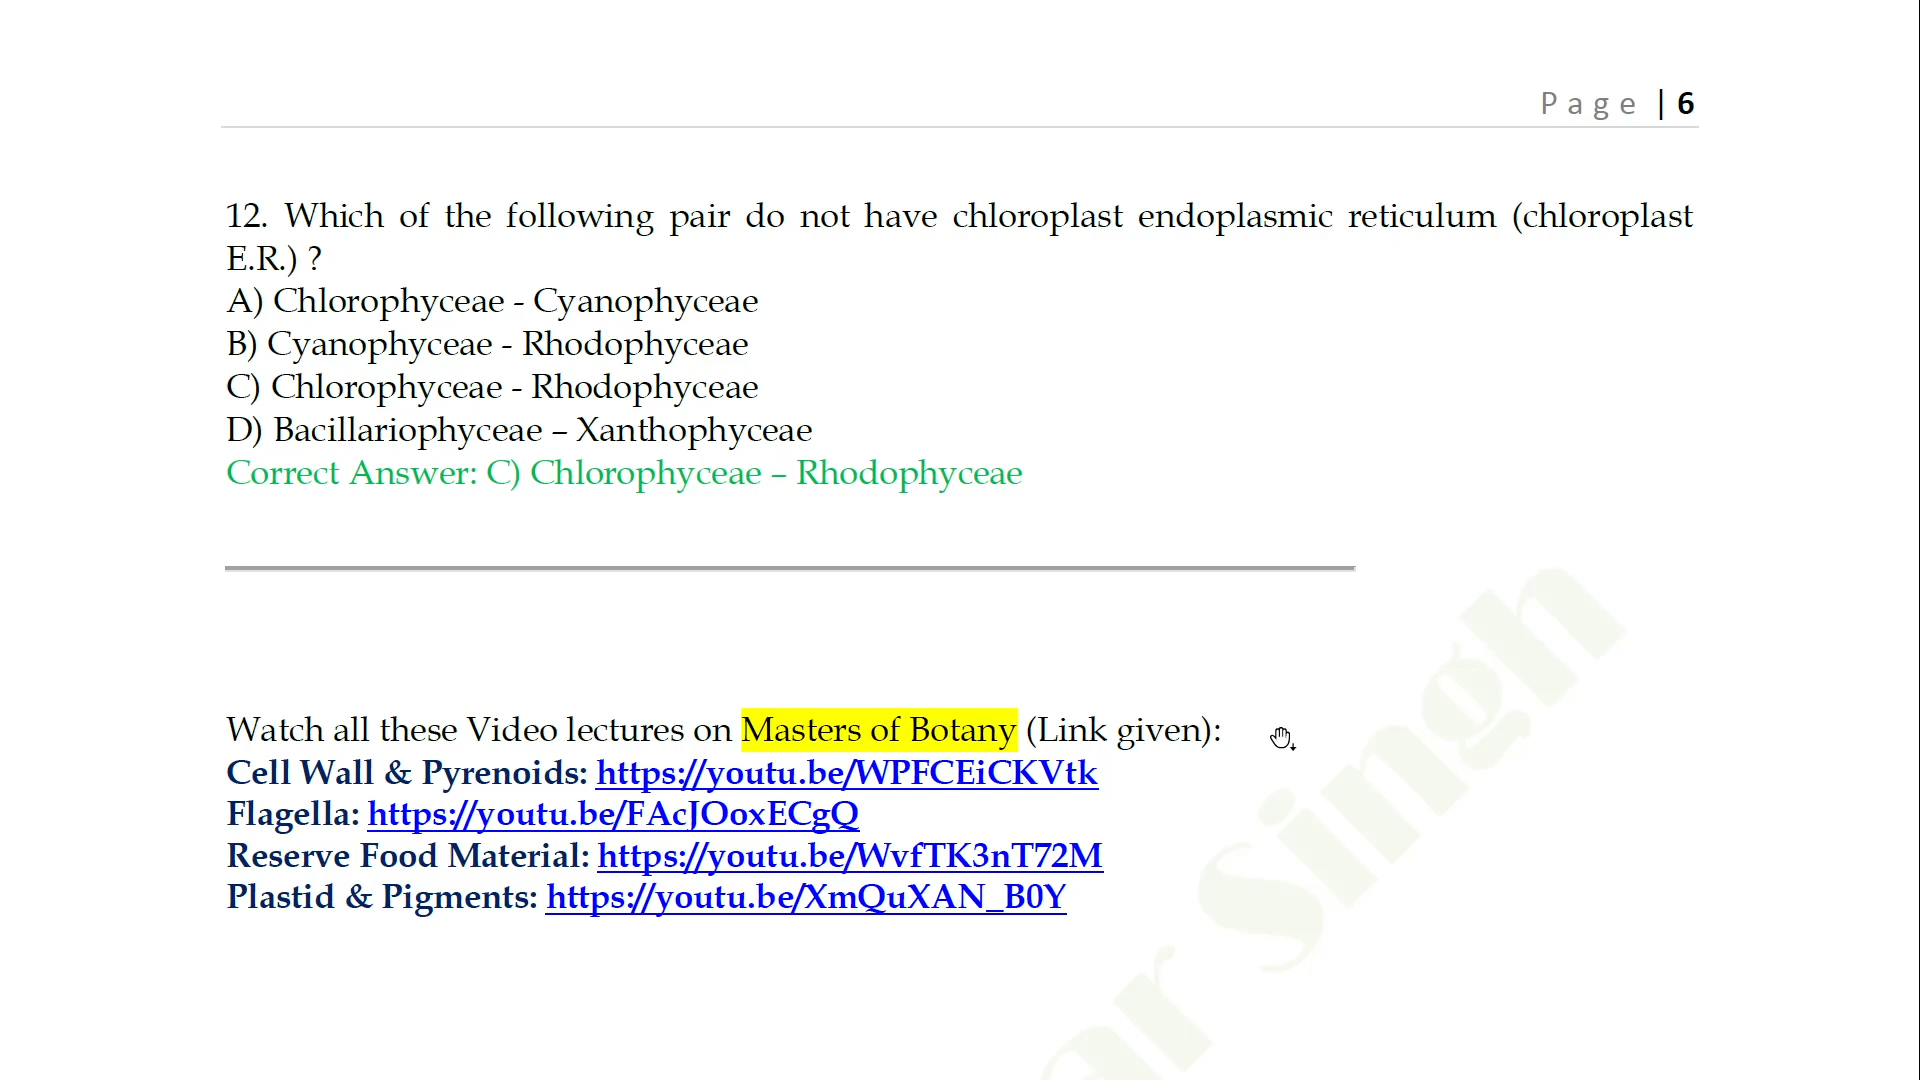 Page | 6
12. Which of the following pair do not have chloroplast endoplasmic reticulum (chloroplast
E.R.) ?
A) Chlorophyceae - Cyanophyceae
B) Cyanophyceae - Rhodophyceae
C) Chlorophyceae - Rhodophyceae
D) Bacillariophyceae – Xanthophyceae
Correct Answer: C) Chlorophyceae – Rhodophyceae
Watch all these Video lectures on Masters of Botany (Link given):
Cell Wall & Pyrenoids: https://youtu.be/WPFCEiCKVtk
Flagella: https://youtu.be/FAcJOoxECgQ
Reserve Food Material: https://youtu.be/WvfTK3nT72M
Plastid & Pigments: https://youtu.be/XmQuXAN_B0Y
ar Singh